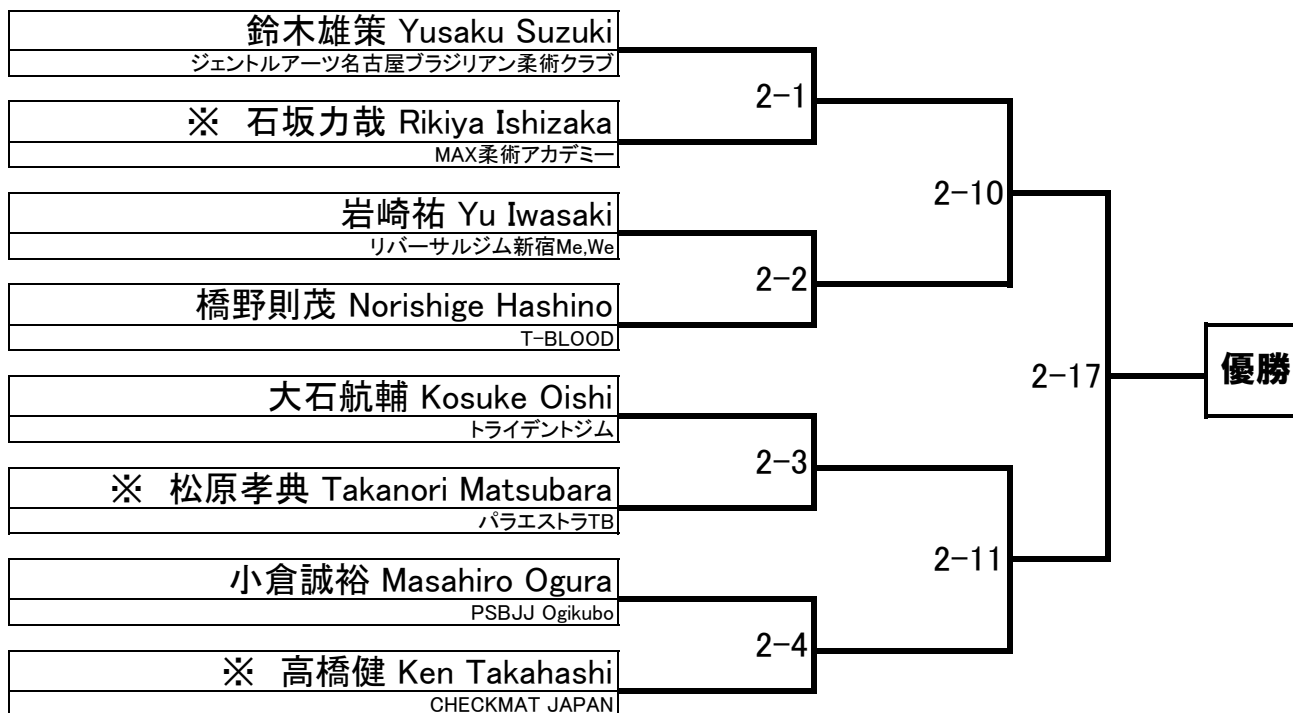 鈴木雄策 Yusaku Suzuki
ジェントルアーツ名古屋ブラジリアン柔術クラブ
2-1
※ 石坂力哉 Rikiya Ishizaka
MAX柔術アカデミー
2-10
岩崎祐 Yu Iwasaki
リバーサルジム新宿Me,We
2-2
橋野則茂 Norishige Hashino
T-BLOOD
2-17
優勝
大石航輔 Kosuke Oishi
トライデントジム
2-3
※ 松原孝典 Takanori Matsubara
パラエストラTB
2-11
小倉誠裕 Masahiro Ogura
PSBJJ Ogikubo
2-4
※ 高橋健 Ken Takahashi
CHECKMAT JAPAN